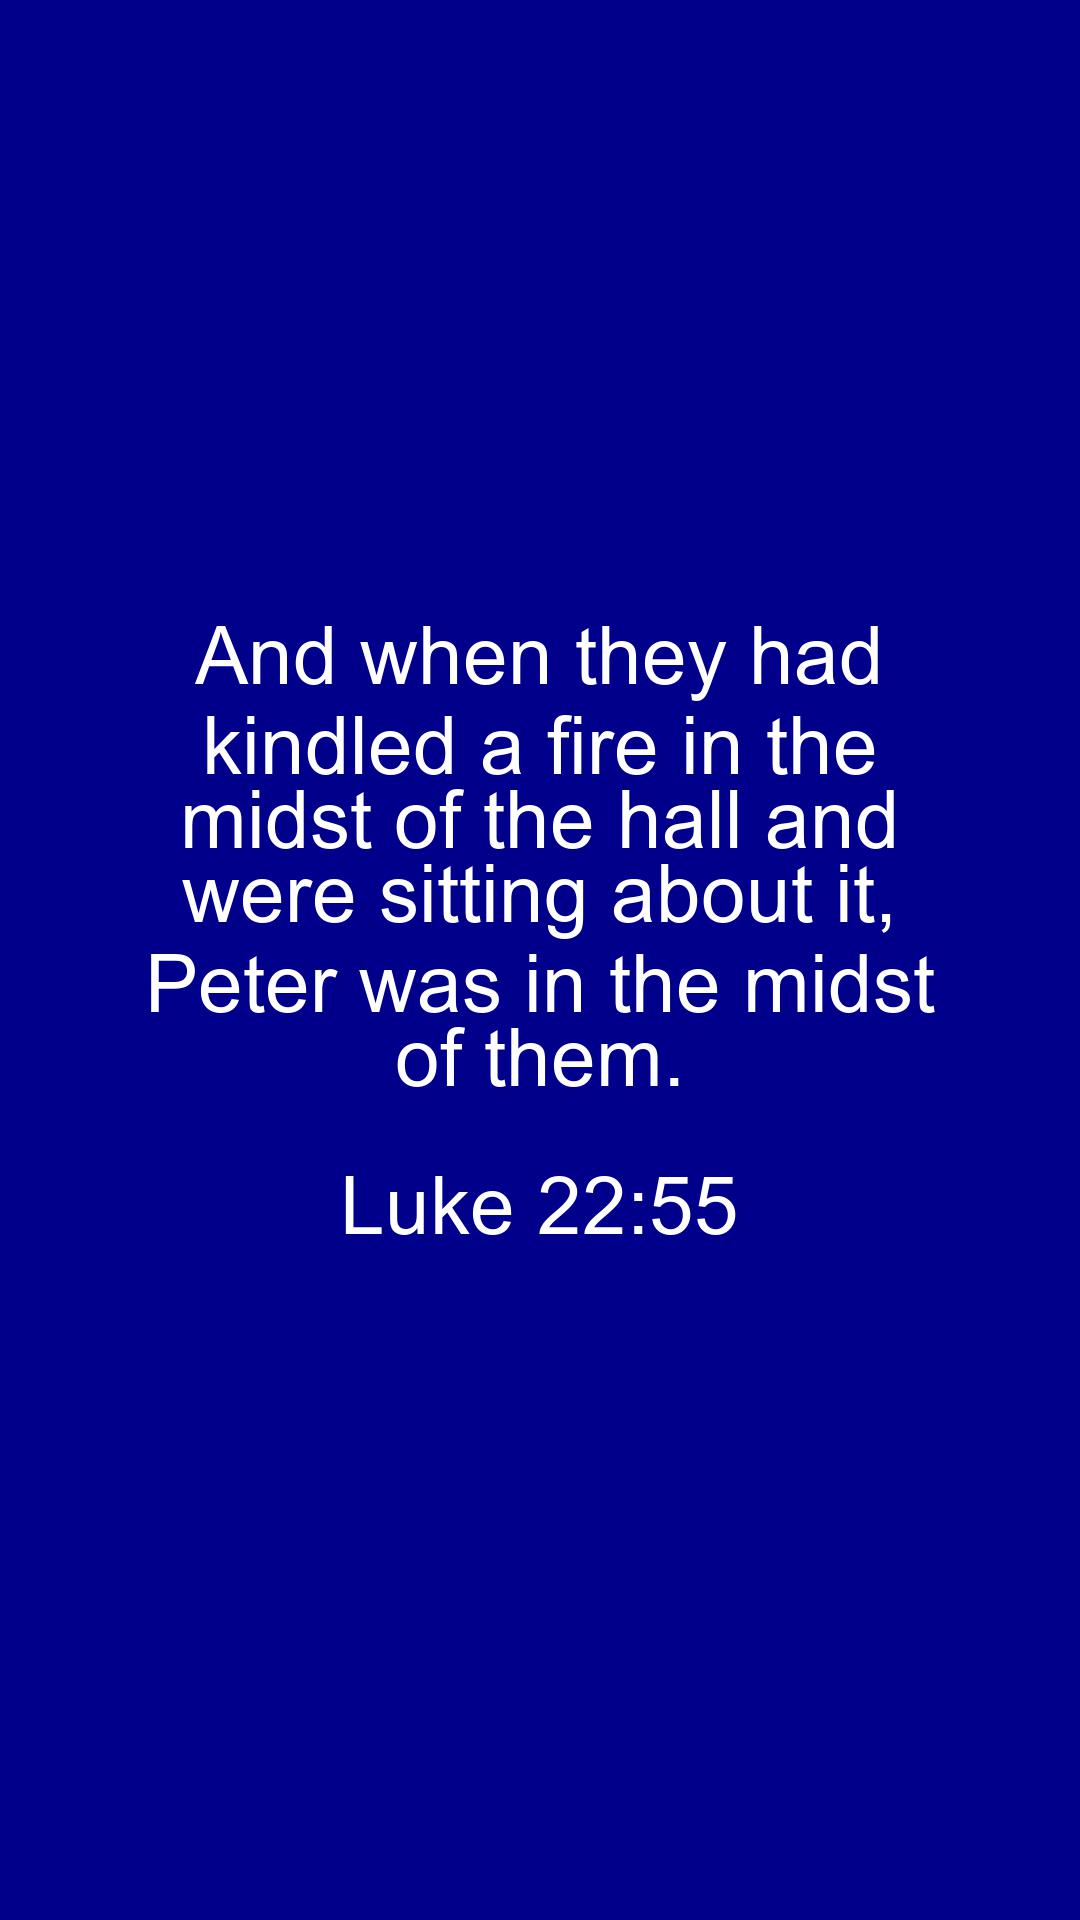 And when they had
kindled a fire in the
midst of the hall and
were sitting about it,
Peter was in the midst
of them.
Luke 22:55